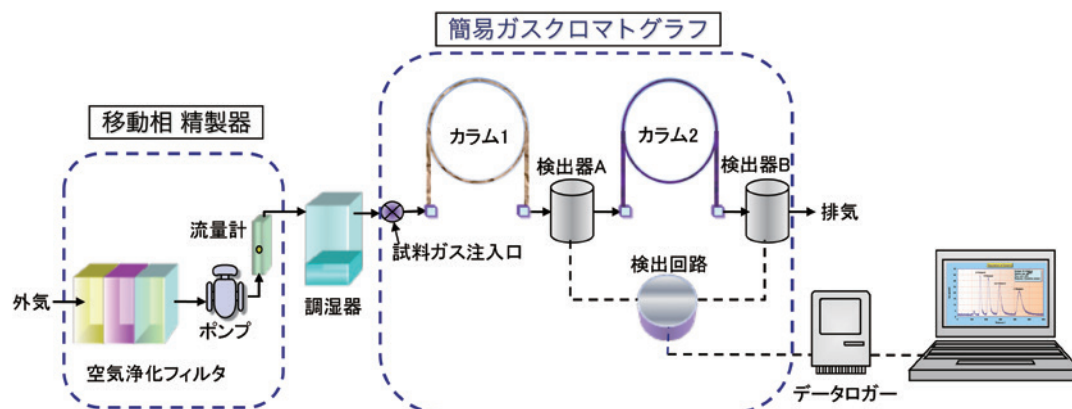 簡易ガスクロマトグラフ
移動相 精製器
カラム1
カラム2
検出器A
検出器B
流量計
試料ガス注入口
排気
検出回路
外気
調湿器
ポンプ
空気浄化フィルタ
データロガー